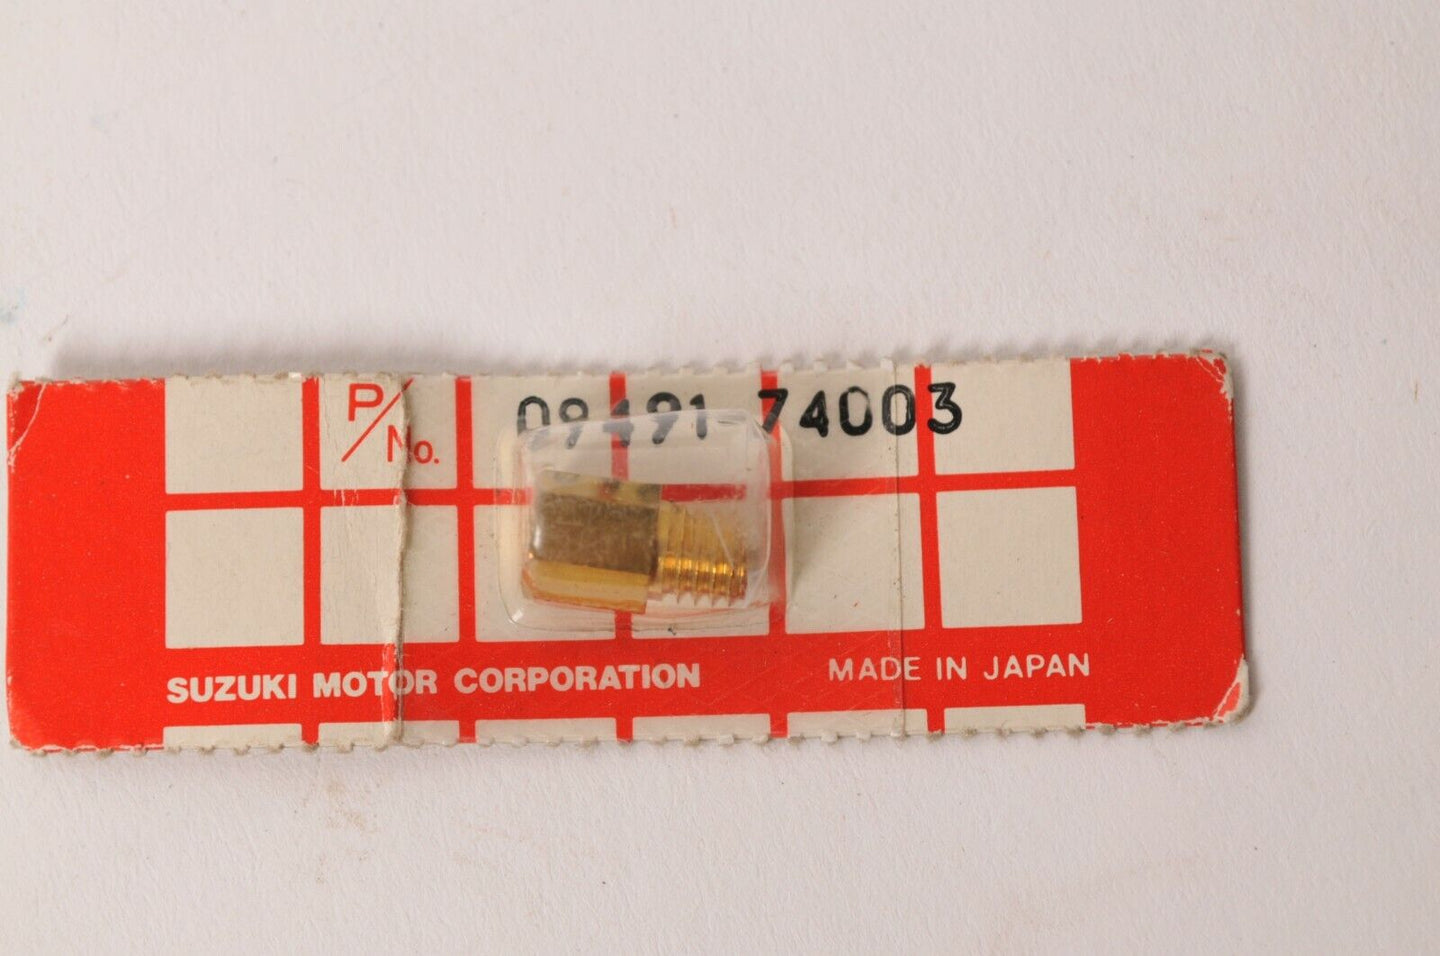 P/No. 09491-74003
SUZUKI MOTOR CORPORATION MADE IN JAPAN